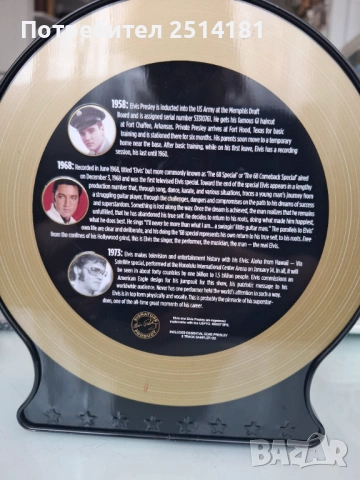 Потребител 2514181
1958: Elvis Presley is inducted into the US Army at the Memphis Draft
Board and is assigned serial number 53310761. He gets his famous GI haircut
at Fort Chaffee, Arkansas. Private Presley arrives at Fort Hood, Texas for basic
training and is stationed there for six months. His parents soon move to a temporary
home near the base. After basic training, while on his first leave, Elvis has a recording
session, his last until 1960.
1968: Recorded in June 1968, titled "Elvis" but more commonly known as "The 68 Special" or "The 68 Comeback Special" aired
on December 3, 1968 and was the first televised Elvis special. Toward the end of the special Elvis appears in a lengthy
production number that, through song, dance, karate, and various situations, traces a young man's journey from
a struggling guitar player, through the challenges, dangers and compromises on the path to his dreams of success
and superstardom. Something is lost along the way. Once the dream is achieved, the man realizes that he remains
unfulfilled, that he has abandoned his true self. He decides to return to his roots, doing what made him happiest,
what he does best. He sings "I'll never be more than what I am... a swingin' little guitar man." The parallels to Elvis'
own life are clear and deliberate, and his doing the '68 special represents his own return to his true self, to his roots. Free
from the confines of his Hollywood grind, this is Elvis the singer, the performer, the musician, the man — the real Elvis.
1973: Elvis makes television and entertainment history with his Elvis: Aloha from Hawaii — Via
Satellite special, performed at the Honolulu International Center Arena on January 14. In all, it will
be seen in about forty countries by one billion to 1.5 billion people. Elvis commissions an
American Eagle design for his jumpsuit for this show, his patriotic message to his
worldwide audience. Never has one performer held the world's attention in such a way.
Elvis is in top form physically and vocally. This is probably the pinnacle of his superstar-
dom, one of the all-time great moments of his career.
SIGNATURE
PRODUCT
Elvis and Elvis Presley are registered
INCLUDES ESSENTIAL ELVIS PRESLEY
BAZAR